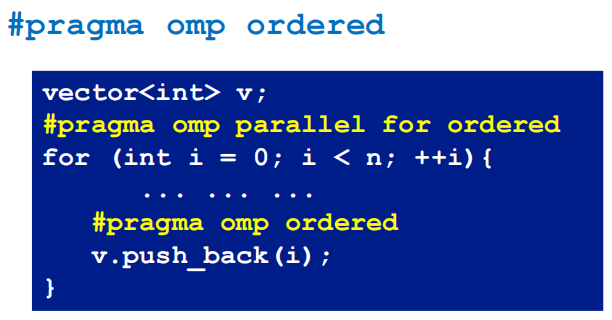 #pragma omp ordered
vector<int> v;
#pragma omp parallel for ordered
for (int i = 0; i < n; ++i){
... ... ...
#pragma omp ordered
v.push_back(i);
}